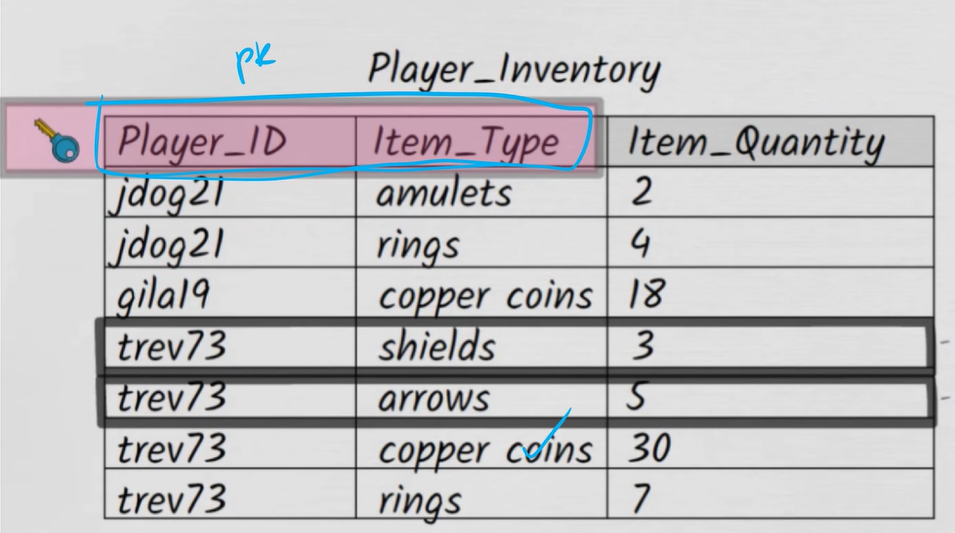 pk
Player_Inventory
Player_ID Item_Type Item_Quantity
jdog21 amulets 2
jdog21 rings 4
gila19 copper coins 18
trev73 shields 3
trev73 arrows 5
trev73 copper coins 30
trev73 rings 7